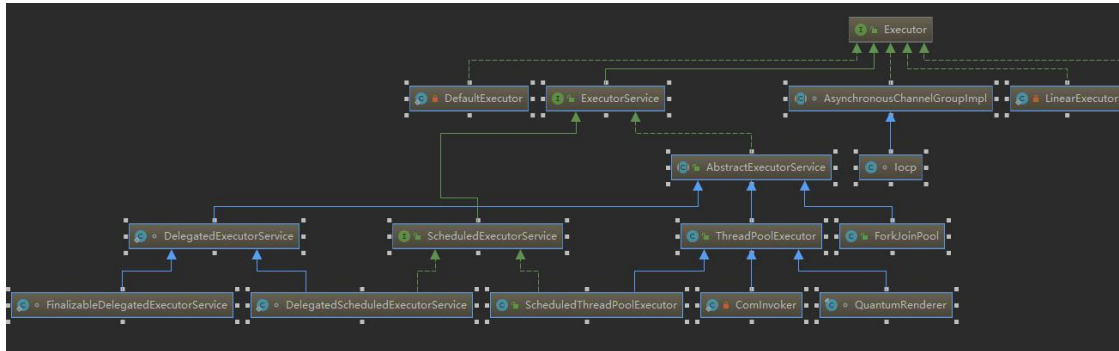 Executor
DefaultExecutor
ExecutorService
AsynchronousChannelGroupImpl
LinearExecutor
AbstractExecutorService
Iocp
DelegatedExecutorService
ScheduledExecutorService
ThreadPoolExecutor
ForkJoinPool
FinalizableDelegatedExecutorService
DelegatedScheduledExecutorService
ScheduledThreadPoolExecutor
ComInvoker
QuantumRenderer